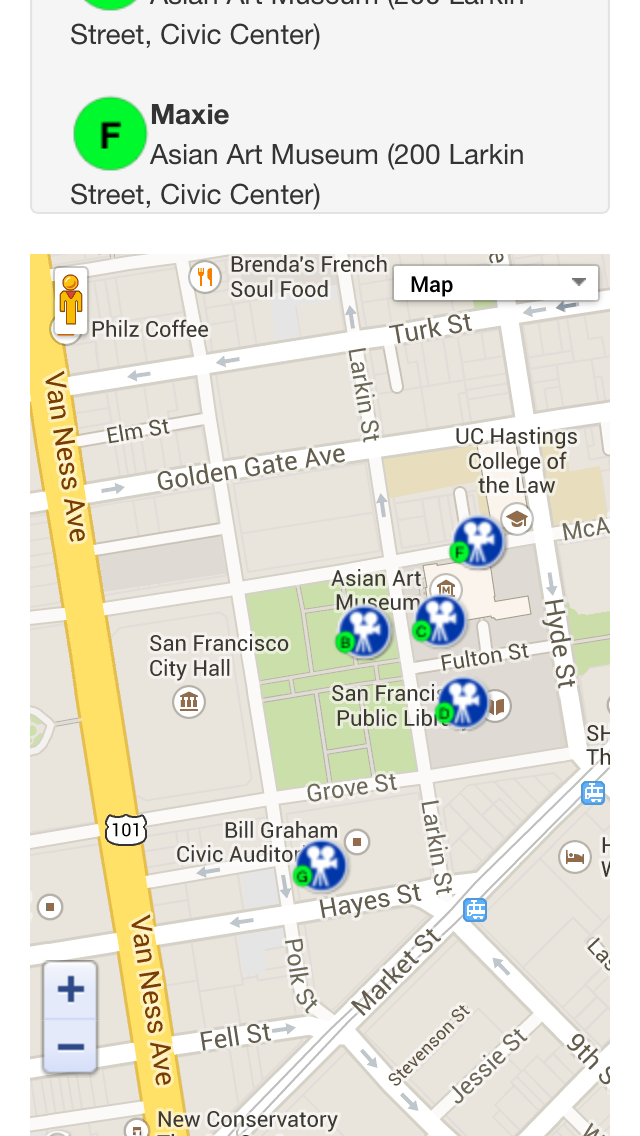 Asian Art Museum (200 Larkin
Street, Civic Center)
F
Maxie
Asian Art Museum (200 Larkin
Street, Civic Center)
Brenda's French
Soul Food
Map
Philz Coffee
Turk St
Larkin St
Van Ness Ave
Elm St
UC Hastings
College of
the Law
Golden Gate Ave
McA
F
Asian Art
Museum
B
C
Hyde St
San Francisco
City Hall
Fulton St
San Francis
Public Libr
D
SH
Th
Grove St
101
Bill Graham
Civic Auditor
G
Larkin St
H
W
Hayes St
Van Ness Ave
Polk St
Market St
Las
+
−
Fell St
Stevenson St
Jessie St
9th S
New Conservatory